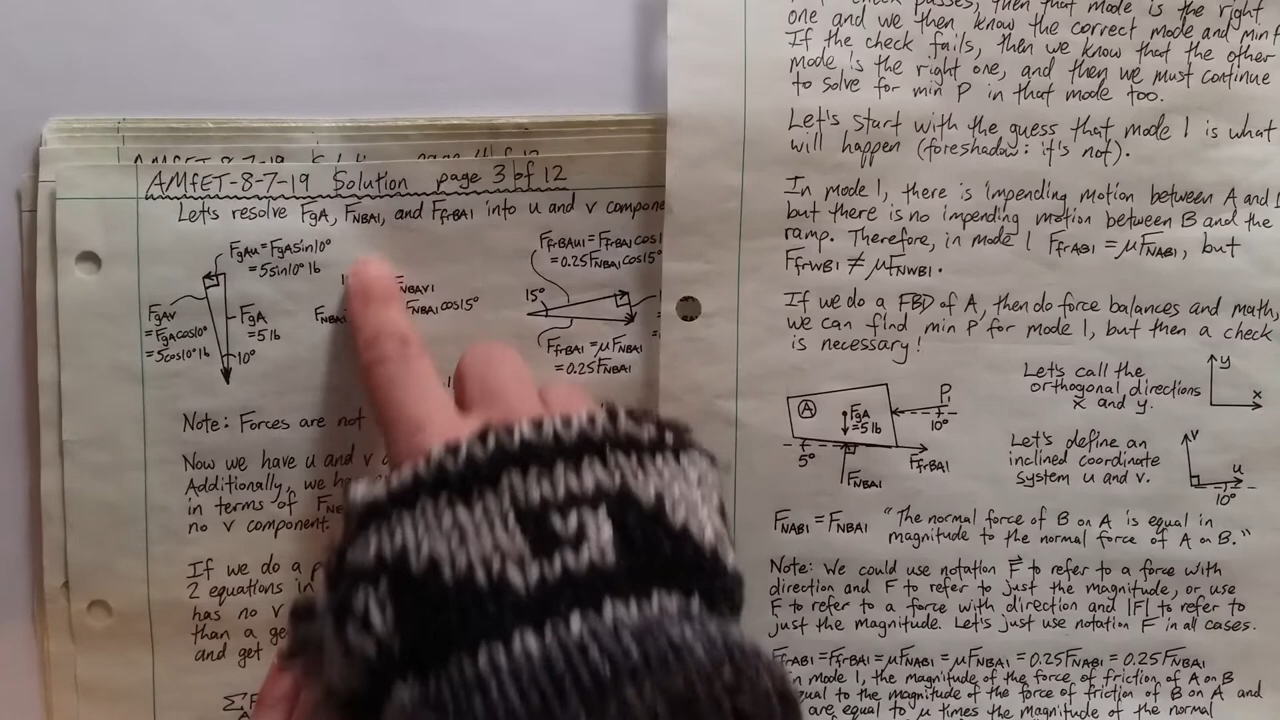 AMfET-8-7-19 Solution page 3 of 12
Let's resolve FgA, FNBA1, and FfrBA1 into u and v compone
FgAu = FgAsin10°
= 5sin10° lb
FgAv
= FgAcos10°
= 5cos10° lb
FgA
= 5 lb
10°
FNBAV1
FNBA1cos15°
FfrBAu1 = FfrBA1cos1
= 0.25FNBA1cos15°
15°
FfrBA1 = μFNBA1
= 0.25FNBA1
Note: Forces are not
Now we have u and v
Additionally, we
in terms of
no v component.
If we do a
2 equations in
has no v
than a ge
and get
one and we then know the correct mode and min
If the check fails, then we know that the other
mode is the right one, and then we must continue
to solve for min P in that mode too.
Let's start with the guess that mode 1 is what
will happen (foreshadow: it's not).
In mode 1, there is impending motion between A and
but there is no impending motion between B and the
ramp. Therefore, in mode 1 FfrAB1 = μFNAB1, but
FfrWB1 ≠ μFNWB1.
If we do a FBD of A, then do force balances and math,
we can find min P for mode 1, but then a check
is necessary!
Let's call the
orthogonal directions
x and y.
y
x
A
FgA
= 5 lb
P1
10°
5°
FfrBA1
FNBA1
Let's define an
inclined coordinate
system u and v.
v
u
10°
FNAB1 = FNBA1 "The normal force of B on A is equal in
magnitude to the normal force of A on B."
Note: We could use notation F⃗ to refer to a force with
direction and F to refer to just the magnitude, or use
F to refer to a force with direction and |F| to refer to
just the magnitude. Let's just use notation F in all cases.
FfrAB1 = FfrBA1 = μFNAB1 = μFNBA1 = 0.25FNAB1 = 0.25FNBA1
n mode 1, the magnitude of the force of friction of A on B
qual to the magnitude of the force of friction of B on A and
are equal to μ times the magnitude of the normal